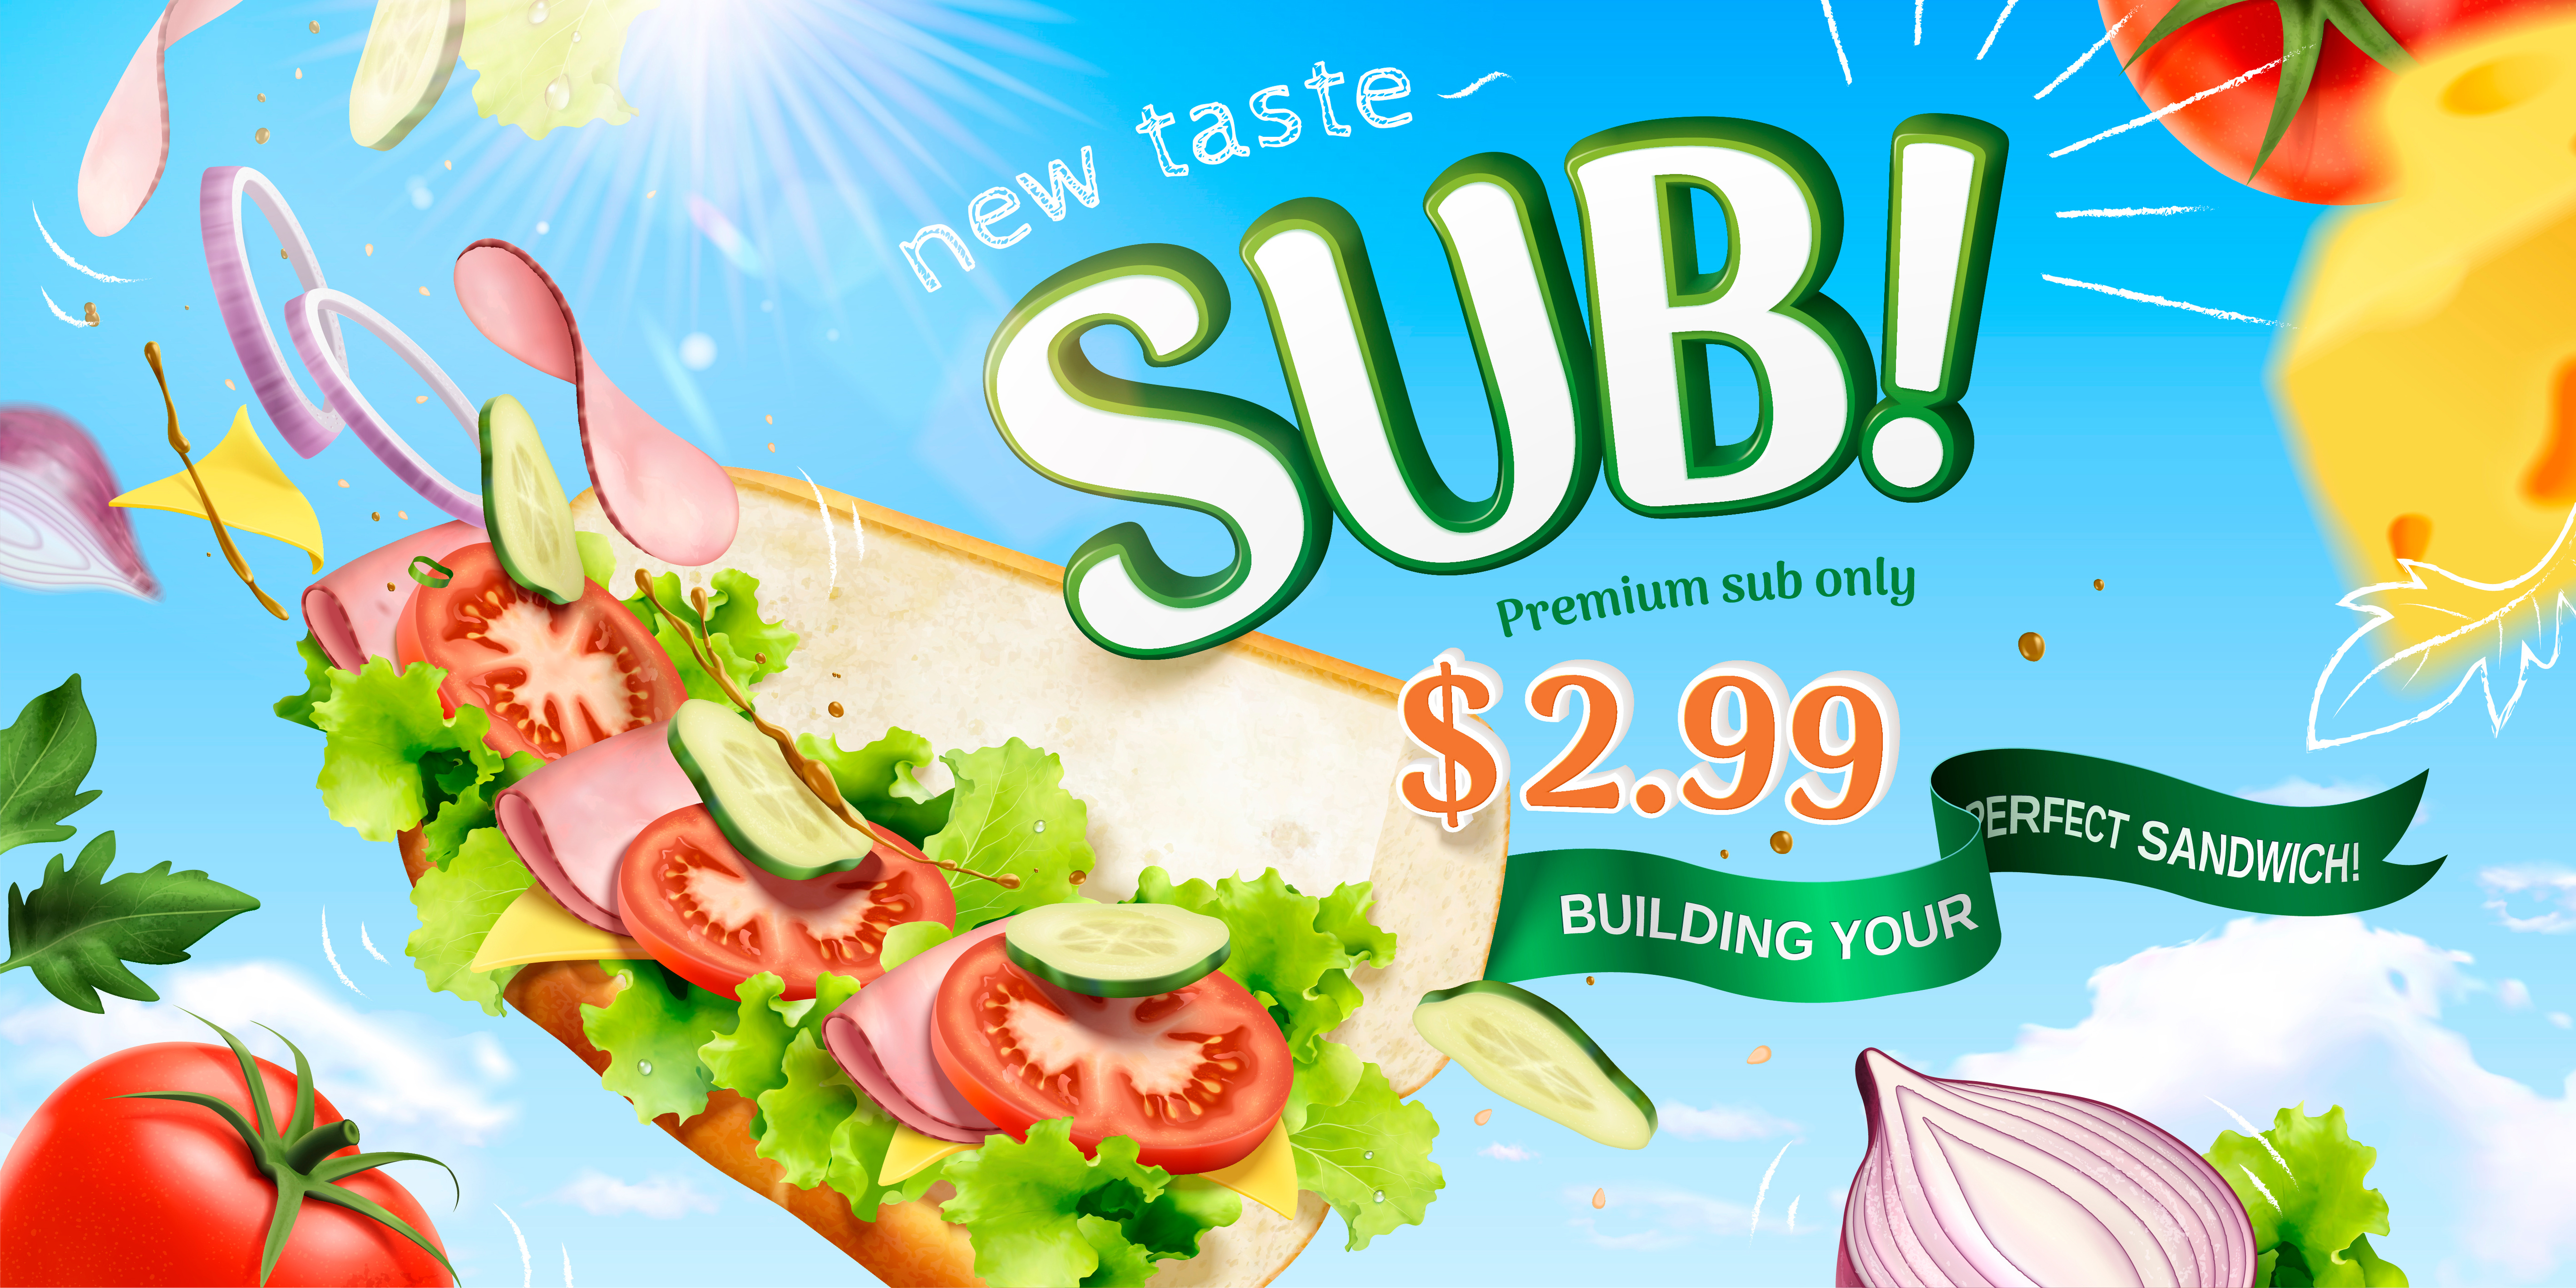 new taste
SUB!
Premium sub only
$2.99
BUILDING YOUR
PERFECT SANDWICH!